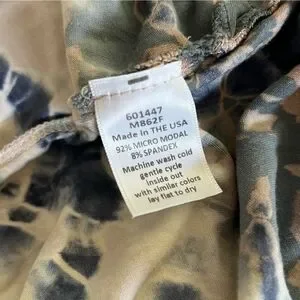 601447
M862F
Made in THE USA
92% MICRO MODAL
8% SPANDEX
Machine wash cold
gentle cycle
inside out
with similar colors
lay flat to dry